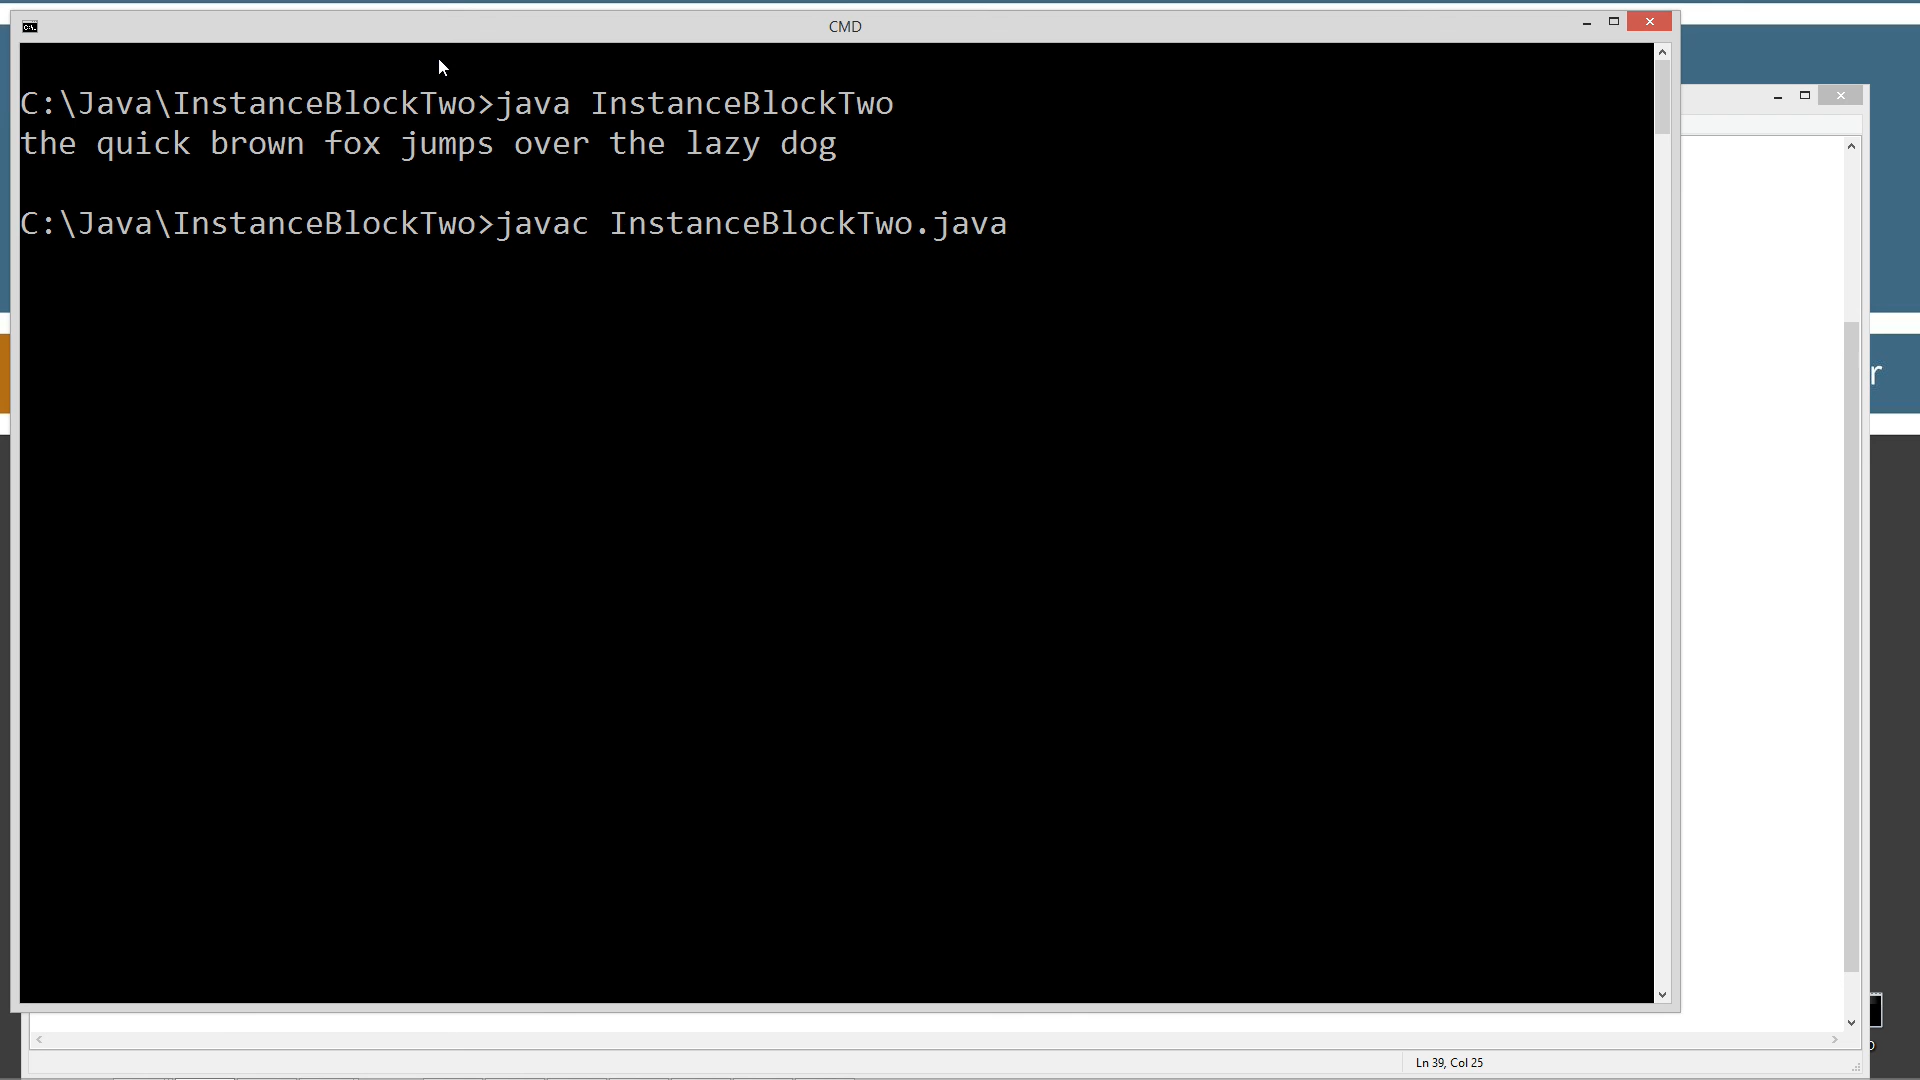 CMD
C:\Java\InstanceBlockTwo>java InstanceBlockTwo
the quick brown fox jumps over the lazy dog
C:\Java\InstanceBlockTwo>javac InstanceBlockTwo.java
r
Ln 39, Col 25